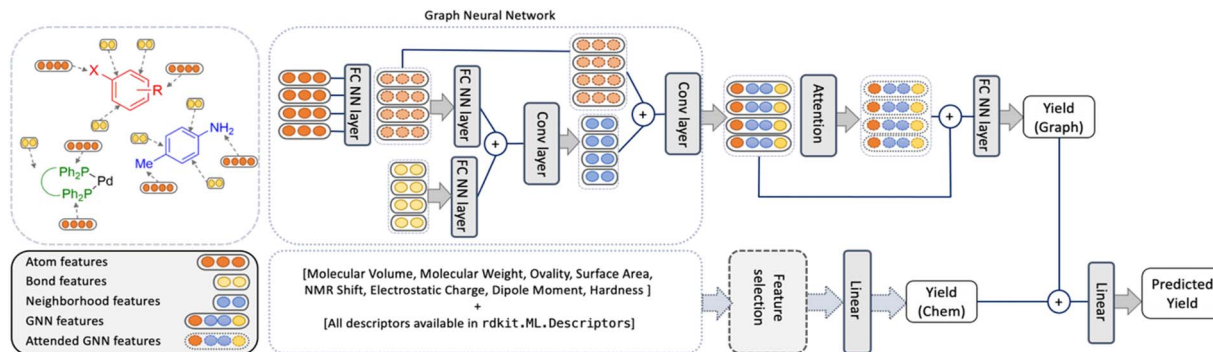 Graph Neural Network
X
R
NH₂
Me
Ph₂P
Ph₂P
Pd
FC NN layer
FC NN layer
FC NN layer
+
Conv layer
+
Conv layer
Attention
+
FC NN layer
Yield
(Graph)
Atom features
Bond features
Neighborhood features
GNN features
Attended GNN features
[Molecular Volume, Molecular Weight, Ovality, Surface Area,
NMR Shift, Electrostatic Charge, Dipole Moment, Hardness ]
+
[All descriptors available in rdkit.ML.Descriptors]
Feature
selection
Linear
Yield
(Chem)
+
Linear
Predicted
Yield